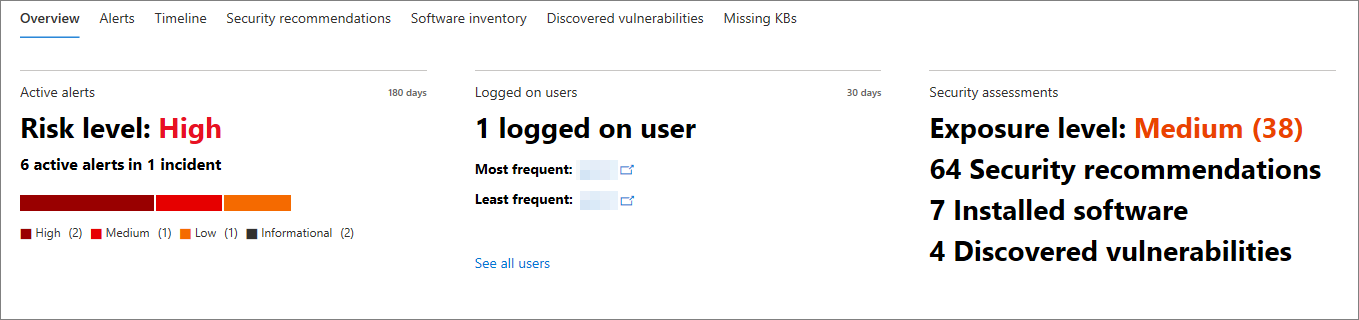 Overview Alerts Timeline Security recommendations Software inventory Discovered vulnerabilities Missing KBs
Active alerts 180 days
Risk level: High
6 active alerts in 1 incident
High (2) Medium (1) Low (1) Informational (2)
Logged on users 30 days
1 logged on user
Most frequent:
Least frequent:
See all users
Security assessments
Exposure level: Medium (38)
64 Security recommendations
7 Installed software
4 Discovered vulnerabilities